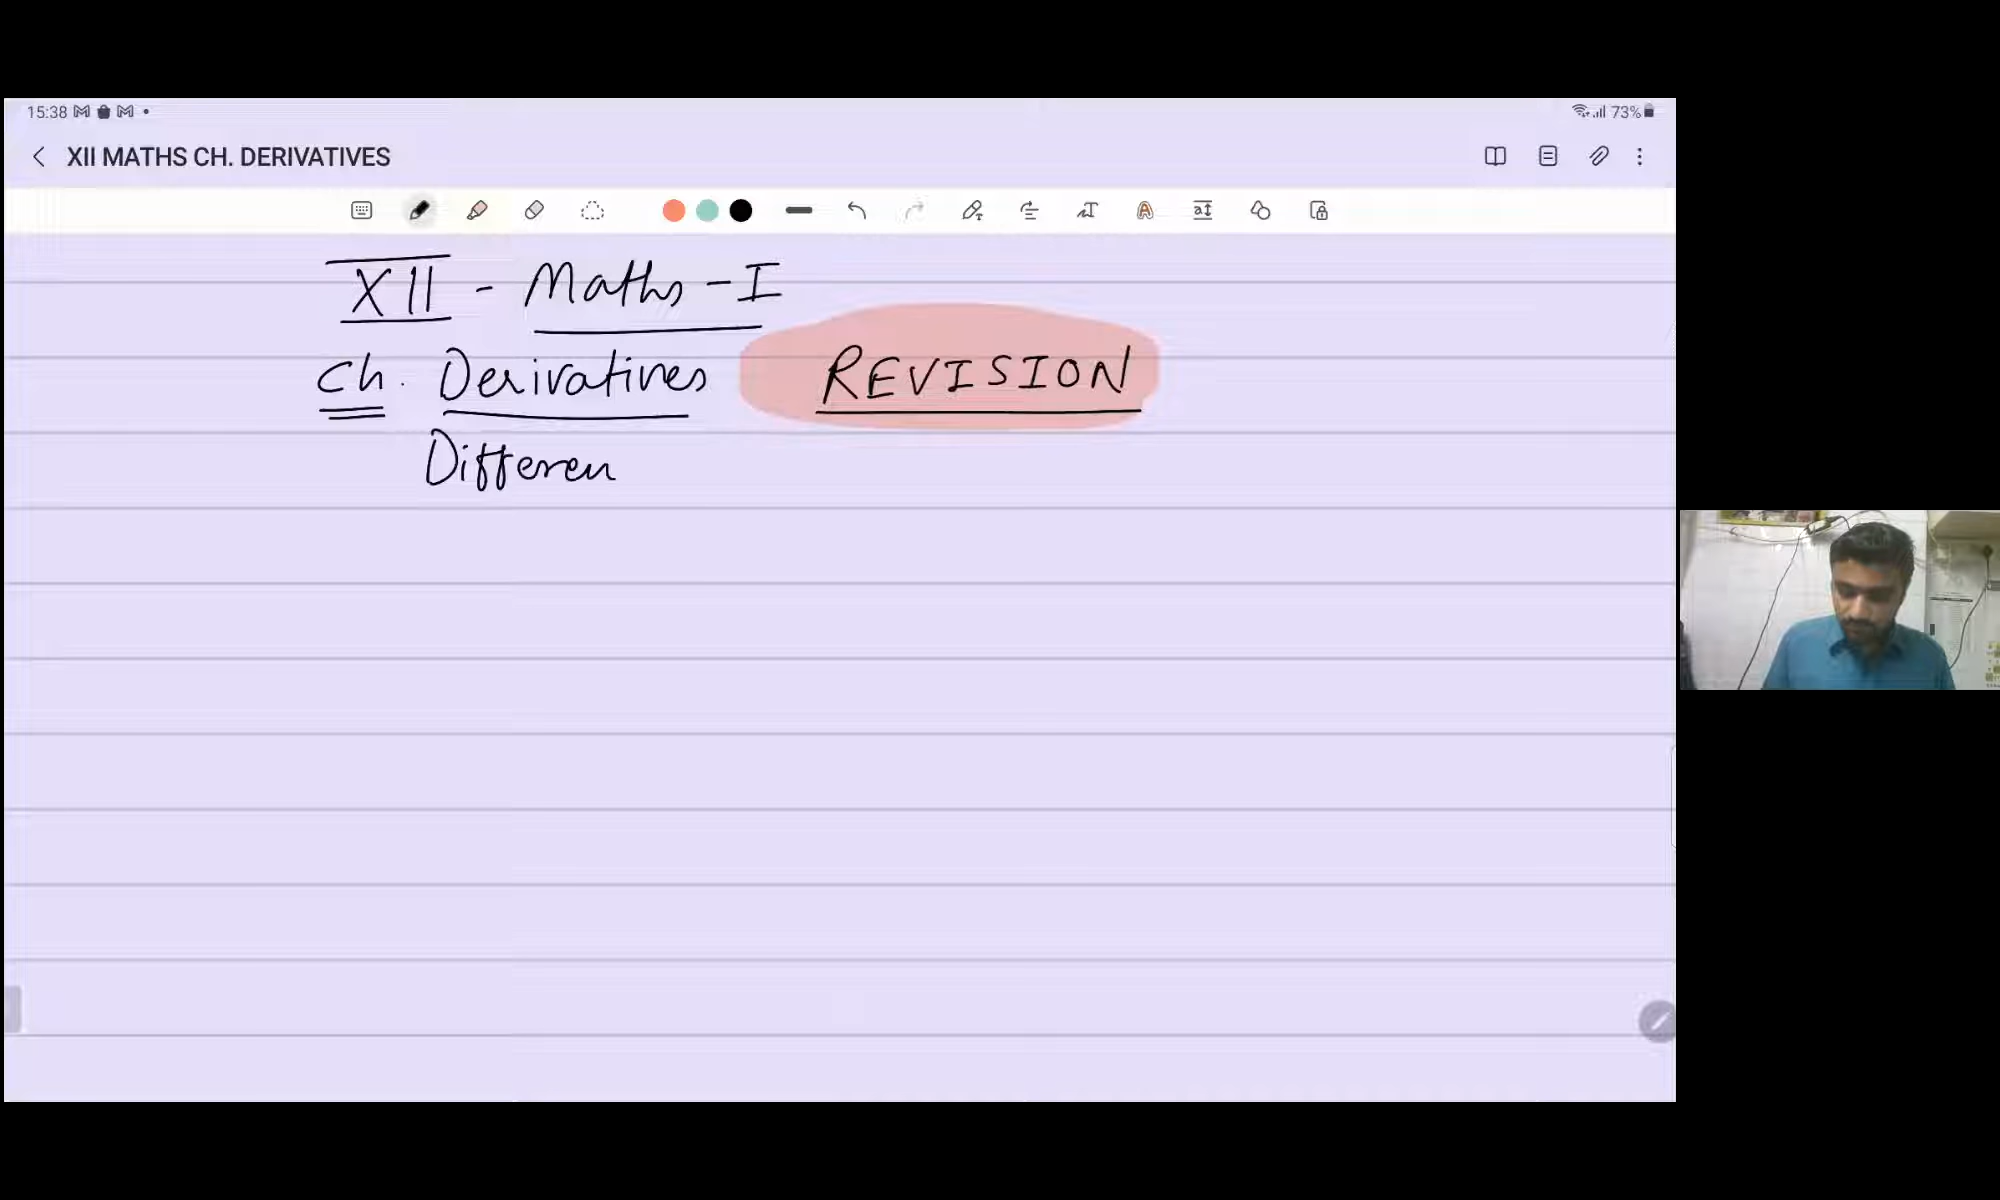 15:38
73%
XII MATHS CH. DERIVATIVES
XII - Maths - I
Ch. Derivatives REVISION
Differen